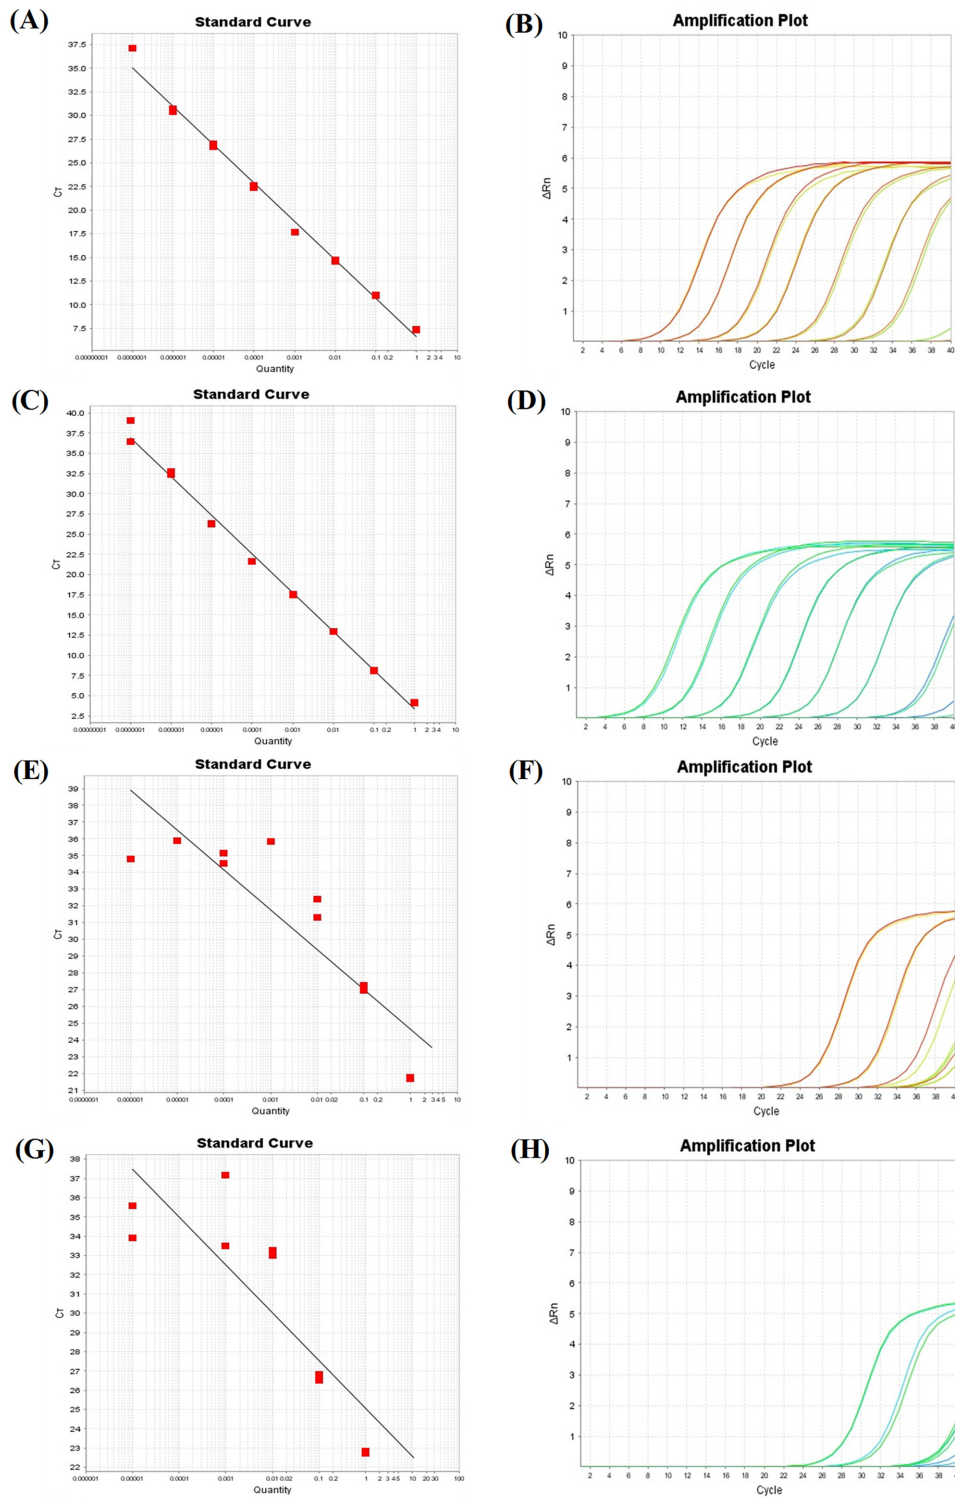 (A)
Standard Curve
37.5
35.0
32.5
30.0
27.5
25.0
22.5
20.0
17.5
15.0
12.5
10.0
7.5
CT
0.00000001 0.0000001 0.000001 0.00001 0.0001 0.001 0.01 0.1 0.2 1 2 3 4 10
Quantity
(B)
Amplification Plot
10
9
8
7
6
5
4
3
2
1
ΔRn
2 4 6 8 10 12 14 16 18 20 22 24 26 28 30 32 34 36 38 40
Cycle
(C)
Standard Curve
40.0
37.5
35.0
32.5
30.0
27.5
25.0
22.5
20.0
17.5
15.0
12.5
10.0
7.5
5.0
2.5
CT
0.00000001 0.0000001 0.000001 0.00001 0.0001 0.001 0.01 0.1 0.2 1 2 3 4 10
Quantity
(D)
Amplification Plot
10
9
8
7
6
5
4
3
2
1
ΔRn
2 4 6 8 10 12 14 16 18 20 22 24 26 28 30 32 34 36 38 40
Cycle
(E)
Standard Curve
39
38
37
36
35
34
33
32
31
30
29
28
27
26
25
24
23
22
21
CT
0.000001 0.00001 0.0001 0.001 0.01 0.02 0.1 0.2 1 2 3 4 5 10
Quantity
(F)
Amplification Plot
10
9
8
7
6
5
4
3
2
1
ΔRn
2 4 6 8 10 12 14 16 18 20 22 24 26 28 30 32 34 36 38 40
Cycle
(G)
Standard Curve
38
37
36
35
34
33
32
31
30
29
28
27
26
25
24
23
22
CT
0.000001 0.00001 0.0001 0.001 0.01 0.02 0.1 0.2 1 2 3 4 5 10 20 30 100
Quantity
(H)
Amplification Plot
10
9
8
7
6
5
4
3
2
1
ΔRn
2 4 6 8 10 12 14 16 18 20 22 24 26 28 30 32 34 36 38
Cycle